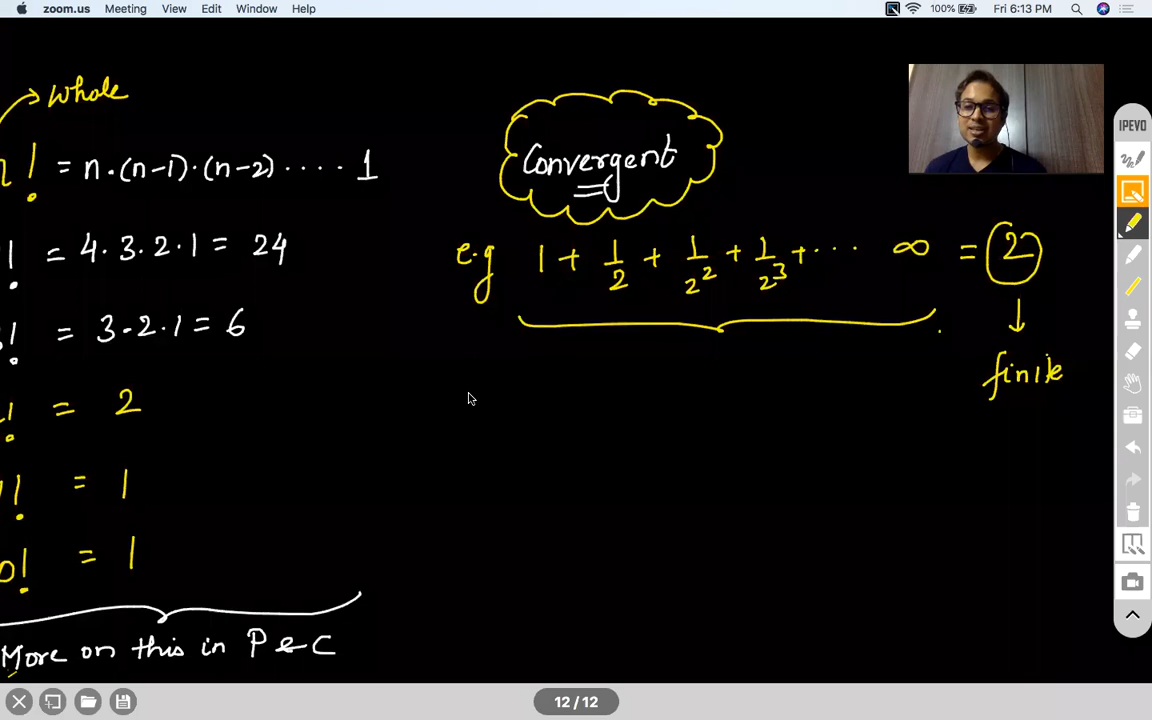 zoom.us Meeting View Edit Window Help 100% Fri 6:13 PM
Whole
n! = n·(n-1)·(n-2)····1
! = 4.3.2.1 = 24
3! = 3.2.1 = 6
! = 2
1! = 1
0! = 1
More on this in P & C
Convergent
e.g 1 + 1/2 + 1/2² + 1/2³ + ··· ∞ = 2
finite
IPEVO
12 / 12